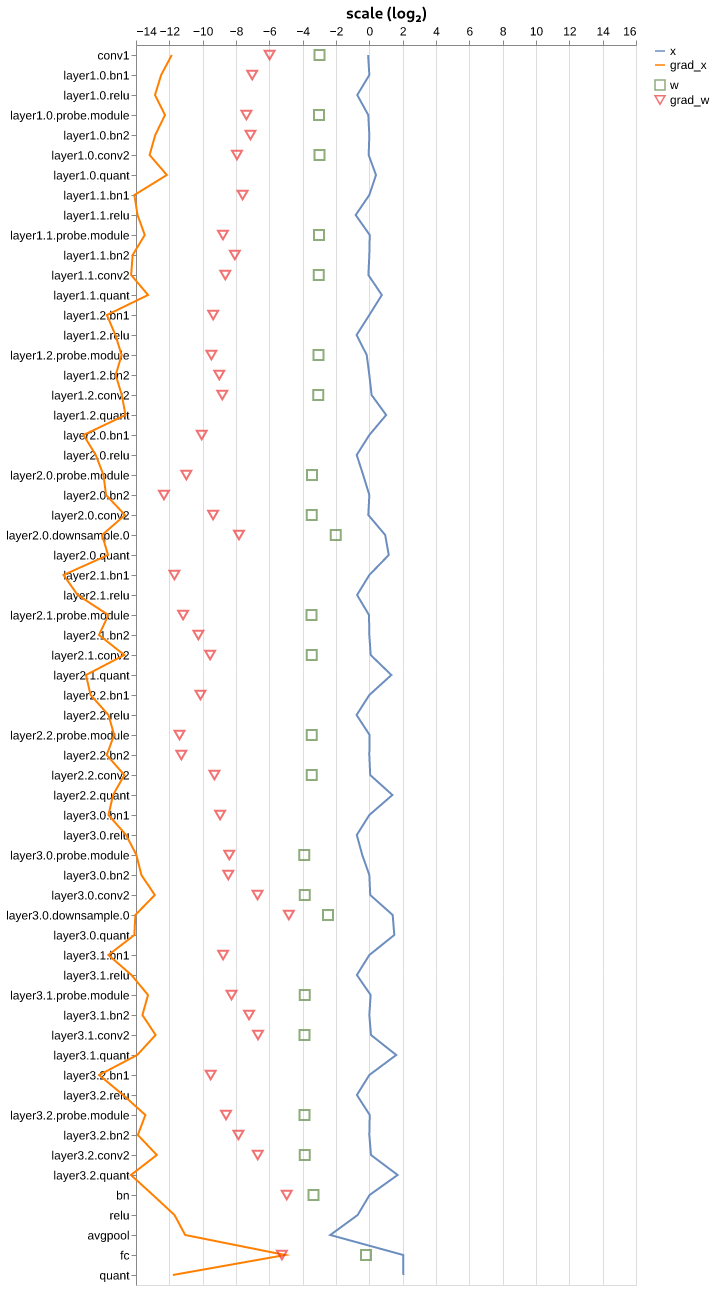 scale (log₂)
−14 −12 −10 −8 −6 −4 −2 0 2 4 6 8 10 12 14 16
x
grad_x
w
grad_w
conv1
layer1.0.bn1
layer1.0.relu
layer1.0.probe.module
layer1.0.bn2
layer1.0.conv2
layer1.0.quant
layer1.1.bn1
layer1.1.relu
layer1.1.probe.module
layer1.1.bn2
layer1.1.conv2
layer1.1.quant
layer1.2.bn1
layer1.2.relu
layer1.2.probe.module
layer1.2.bn2
layer1.2.conv2
layer1.2.quant
layer2.0.bn1
layer2.0.relu
layer2.0.probe.module
layer2.0.bn2
layer2.0.conv2
layer2.0.downsample.0
layer2.0.quant
layer2.1.bn1
layer2.1.relu
layer2.1.probe.module
layer2.1.bn2
layer2.1.conv2
layer2.1.quant
layer2.2.bn1
layer2.2.relu
layer2.2.probe.module
layer2.2.bn2
layer2.2.conv2
layer2.2.quant
layer3.0.bn1
layer3.0.relu
layer3.0.probe.module
layer3.0.bn2
layer3.0.conv2
layer3.0.downsample.0
layer3.0.quant
layer3.1.bn1
layer3.1.relu
layer3.1.probe.module
layer3.1.bn2
layer3.1.conv2
layer3.1.quant
layer3.2.bn1
layer3.2.relu
layer3.2.probe.module
layer3.2.bn2
layer3.2.conv2
layer3.2.quant
bn
relu
avgpool
fc
quant